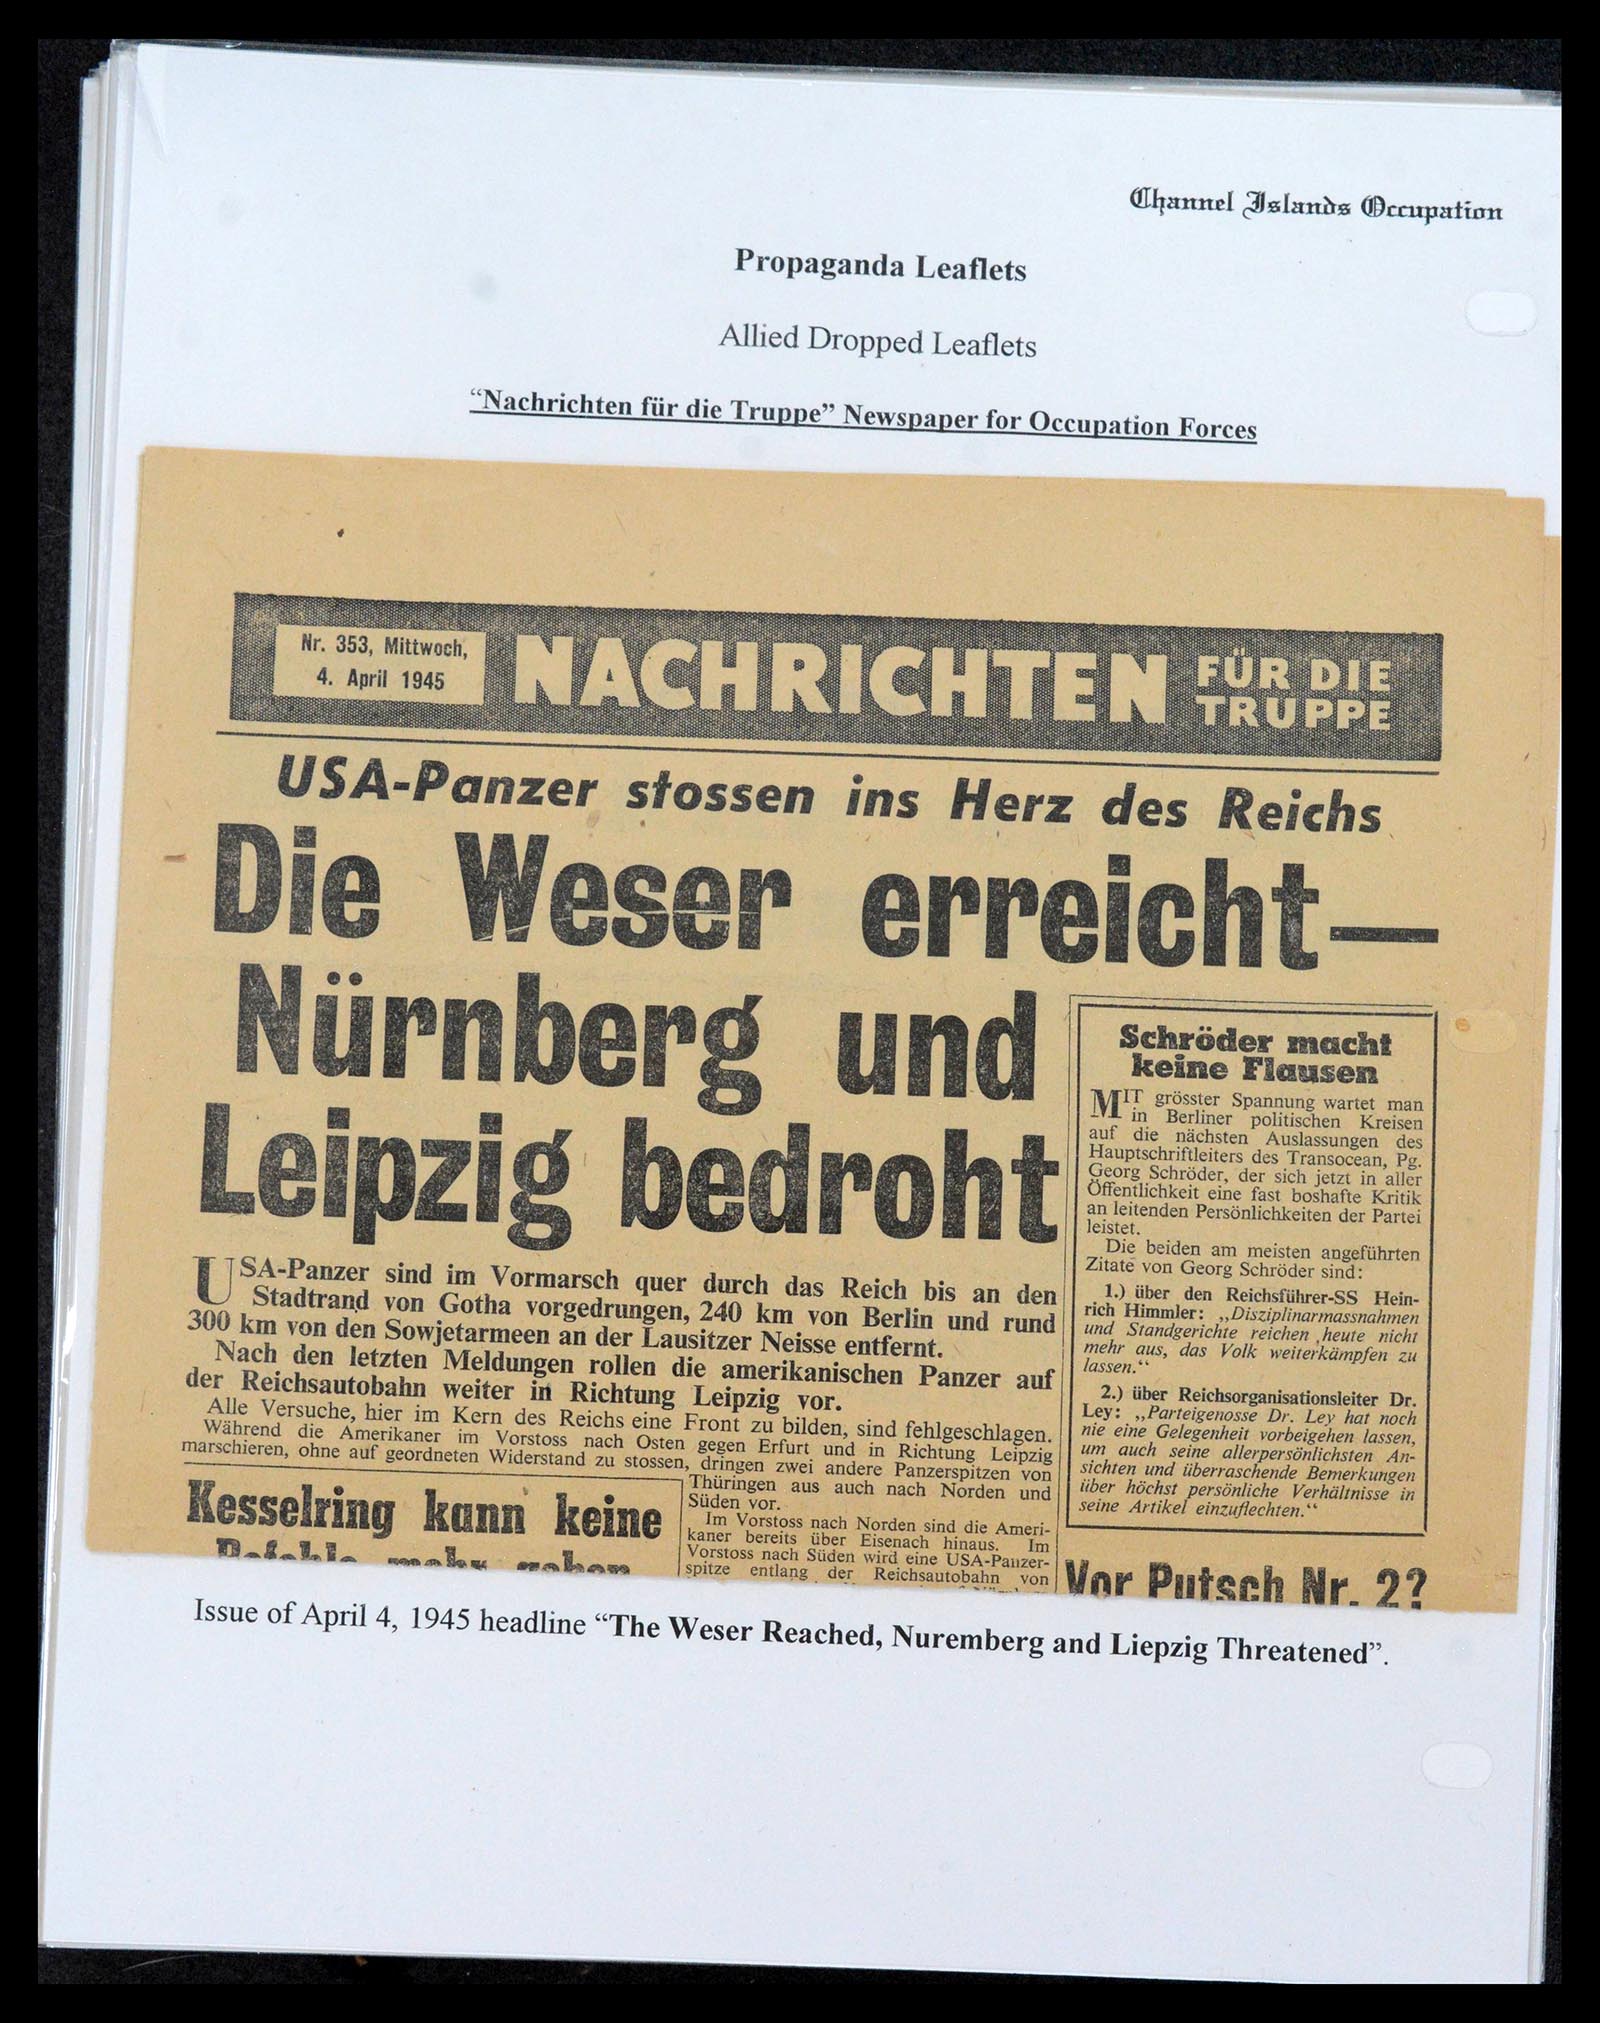 Channel Islands Occupation
Propaganda Leaflets
Allied Dropped Leaflets
“Nachrichten für die Truppe” Newspaper for Occupation Forces
Nr. 353, Mittwoch,
4. April 1945
NACHRICHTEN
FÜR DIE
TRUPPE
USA-Panzer stossen ins Herz des Reichs
Die Weser erreicht—
Nürnberg und
Leipzig bedroht
USA-Panzer sind im Vormarsch quer durch das Reich bis an den
Stadtrand von Gotha vorgedrungen, 240 km von Berlin und rund
300 km von den Sowjetarmeen an der Lausitzer Neisse entfernt.
Nach den letzten Meldungen rollen die amerikanischen Panzer auf
der Reichsautobahn weiter in Richtung Leipzig vor.
Alle Versuche, hier im Kern des Reichs eine Front zu bilden, sind fehlgeschlagen.
Während die Amerikaner im Vorstoss nach Osten gegen Erfurt und in Richtung Leipzig
marschieren, ohne auf geordneten Widerstand zu stossen, dringen zwei andere Panzerspitzen von
Thüringen aus auch nach Norden und
Süden vor.
Im Vorstoss nach Norden sind die Ameri-
kaner bereits über Eisenach hinaus. Im
Vorstoss nach Süden wird eine USA-Panzer-
spitze entlang der Reichsautobahn von
Kesselring kann keine
Befehle mehr geben
Schröder macht
keine Flausen
MIT grösster Spannung wartet man
in Berliner politischen Kreisen
auf die nächsten Auslassungen des
Hauptschriftleiters des Transocean, Pg.
Georg Schröder, der sich jetzt in aller
Öffentlichkeit eine fast boshafte Kritik
an leitenden Persönlichkeiten der Partei
leistet.
Die beiden am meisten angeführten
Zitate von Georg Schröder sind:
1.) über den Reichsführer-SS Hein-
rich Himmler: „Disziplinarmassnahmen
und Standgerichte reichen heute nicht
mehr aus, das Volk weiterkämpfen zu
lassen.“
2.) über Reichsorganisationsleiter Dr.
Ley: „Parteigenosse Dr. Ley hat noch
nie eine Gelegenheit vorbeigehen lassen,
um auch seine allerpersönlichsten An-
sichten und überraschende Bemerkungen
über höchst persönliche Verhältnisse in
seine Artikel einzuflechten.“
Vor Putsch Nr. 2?
Issue of April 4, 1945 headline “The Weser Reached, Nuremberg and Liepzig Threatened”.